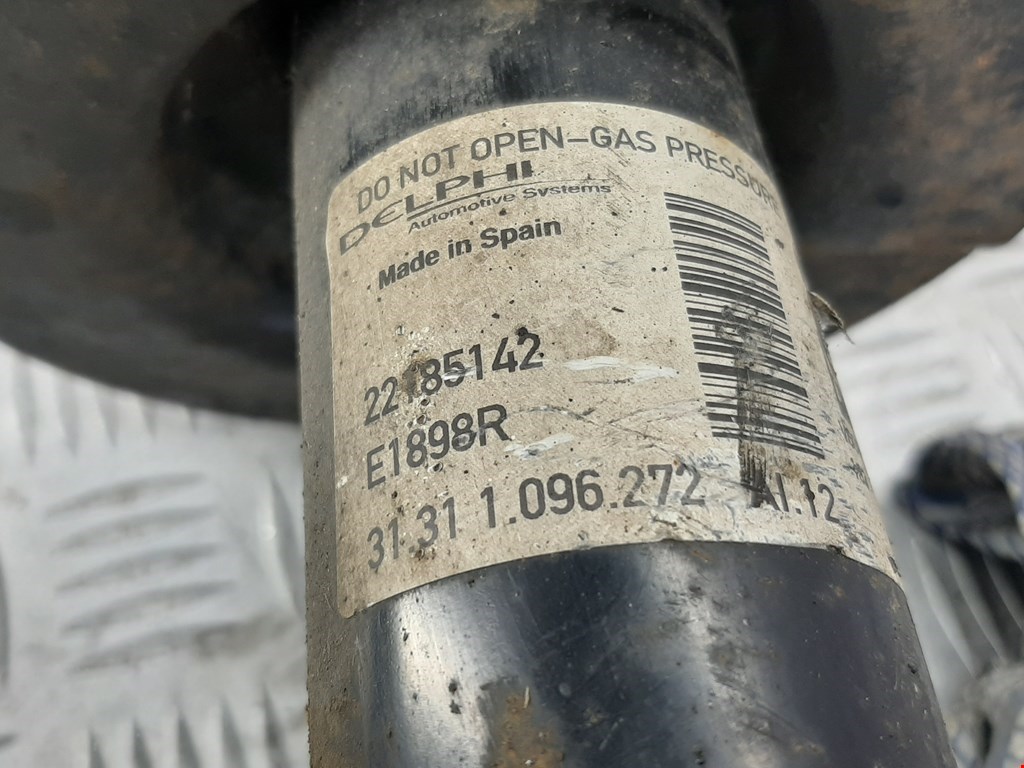 DO NOT OPEN-GAS PRESSOR
DELPHI
Automotive Systems
Made in Spain
22185142
E1898R
31.31 1.096.272 AI.12